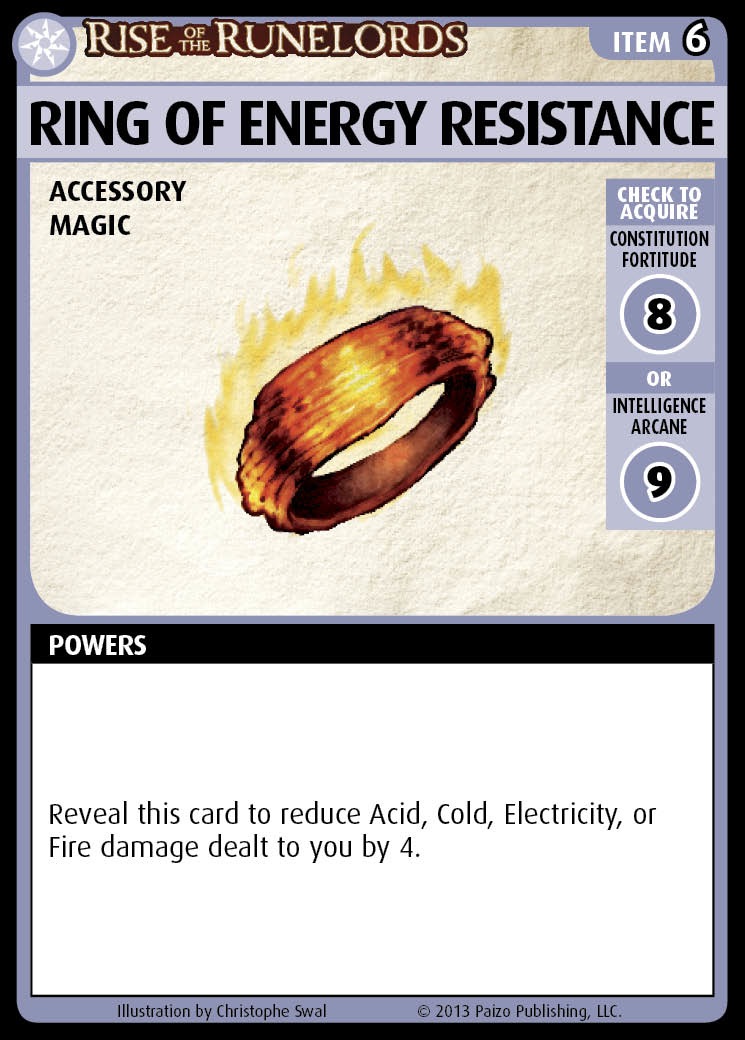 RISE OF THE RUNELORDS
ITEM 6
RING OF ENERGY RESISTANCE
ACCESSORY
MAGIC
CHECK TO
ACQUIRE
CONSTITUTION
FORTITUDE
8
OR
INTELLIGENCE
ARCANE
9
POWERS
Reveal this card to reduce Acid, Cold, Electricity, or
Fire damage dealt to you by 4.
Illustration by Christophe Swal
© 2013 Paizo Publishing, LLC.